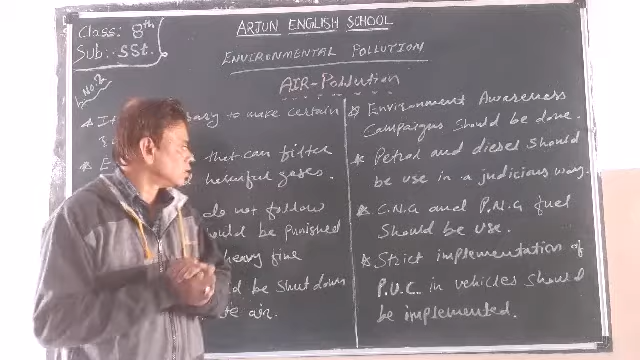 Class: 8th
Sub:- SSt.
ARJUN ENGLISH SCHOOL
ENVIRONMENTAL POLLUTION
AIR-Pollution
No.2
It
sary to make certain
that can filter
harmful gases.
do not follow
ould be punished
heavy fine
ld be shut down
te air.
Environment Awareness
Campaigns should be done.
Petrol and diesel should
be use in a judicious way.
C.N.G and P.N.G fuel
should be use.
Strict implementation of
P.U.C. in vehicles should
be implemented.